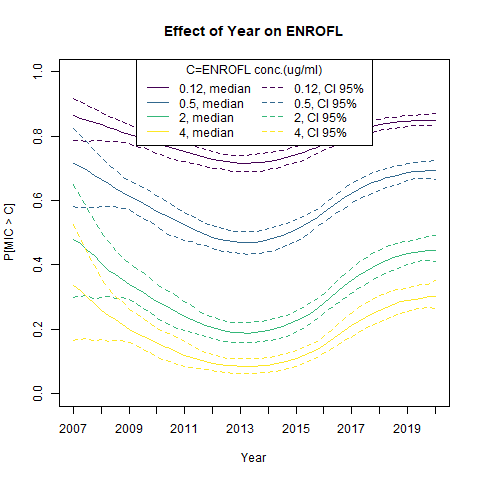 Effect of Year on ENROFL
C=ENROFL conc.(ug/ml)
0.12, median 0.12, CI 95%
0.5, median 0.5, CI 95%
2, median 2, CI 95%
4, median 4, CI 95%
P[MIC > C]
1.0
0.8
0.6
0.4
0.2
0.0
2007 2009 2011 2013 2015 2017 2019
Year